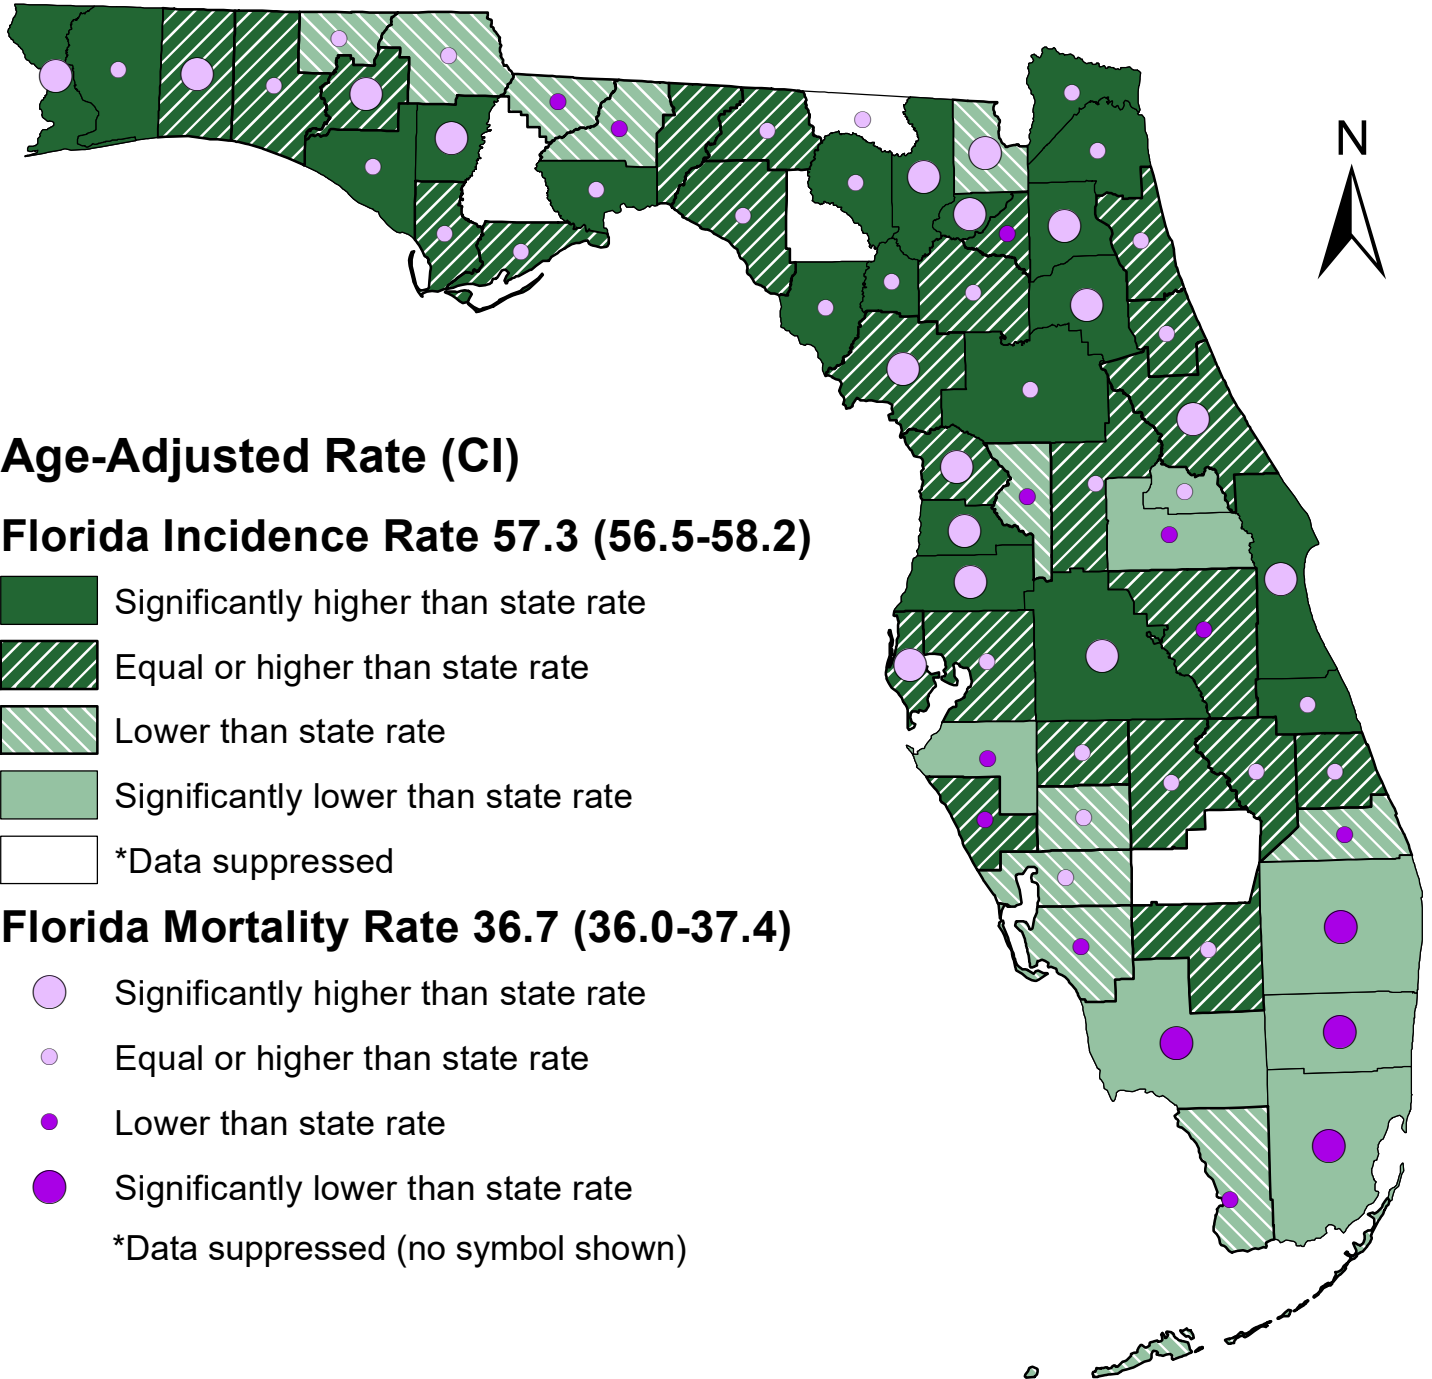 N
Age-Adjusted Rate (CI)
Florida Incidence Rate 57.3 (56.5-58.2)
Significantly higher than state rate
Equal or higher than state rate
Lower than state rate
Significantly lower than state rate
*Data suppressed
Florida Mortality Rate 36.7 (36.0-37.4)
Significantly higher than state rate
Equal or higher than state rate
Lower than state rate
Significantly lower than state rate
*Data suppressed (no symbol shown)